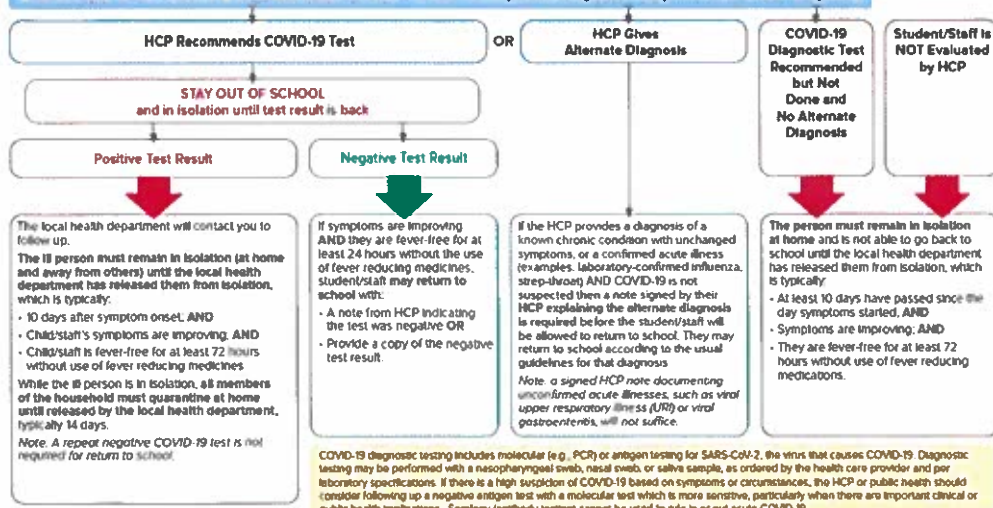 HCP Recommends COVID-19 Test
OR
HCP Gives
Alternate Diagnosis
COVID-19
Diagnostic Test
Recommended
but Not
Done and
No Alternate
Diagnosis
Student/Staff is
NOT Evaluated
by HCP
STAY OUT OF SCHOOL
and in isolation until test result is back
Positive Test Result
Negative Test Result
The local health department will contact you to
follow up.
The ill person must remain in isolation (at home
and away from others) until the local health
department has released them from isolation,
which is typically:
• 10 days after symptom onset; AND
• Child/staff's symptoms are improving; AND
• Child/staff is fever-free for at least 72 hours
without use of fever reducing medicines
While the ill person is in isolation, all members
of the household must quarantine at home
until released by the local health department,
typically 14 days.
Note. A repeat negative COVID-19 test is not
required for return to school.
If symptoms are improving
AND they are fever-free for at
least 24 hours without the use
of fever reducing medicines,
student/staff may return to
school with:
• A note from HCP indicating
the test was negative OR
• Provide a copy of the negative
test result.
If the HCP provides a diagnosis of a
known chronic condition with unchanged
symptoms, or a confirmed acute illness
(examples: laboratory-confirmed influenza,
strep-throat) AND COVID-19 is not
suspected then a note signed by their
HCP explaining the alternate diagnosis
is required before the student/staff will
be allowed to return to school. They may
return to school according to the usual
guidelines for that diagnosis
Note: a signed HCP note documenting
unconfirmed acute illnesses, such as viral
upper respiratory illness (URI) or viral
gastroenteritis, will not suffice.
The person must remain in isolation
at home and is not able to go back to
school until the local health department
has released them from isolation, which
is typically:
• At least 10 days have passed since the
day symptoms started; AND
• Symptoms are improving; AND
• They are fever-free for at least 72
hours without use of fever reducing
medications.
COVID-19 diagnostic testing includes molecular (e.g., PCR) or antigen testing for SARS-CoV-2, the virus that causes COVID-19. Diagnostic
testing may be performed with a nasopharyngeal swab, nasal swab, or saliva sample, as ordered by the health care provider and per
laboratory specifications. If there is a high suspicion of COVID-19 based on symptoms or circumstances, the HCP or public health should
consider following up a negative antigen test with a molecular test which is more sensitive, particularly when there are important clinical or